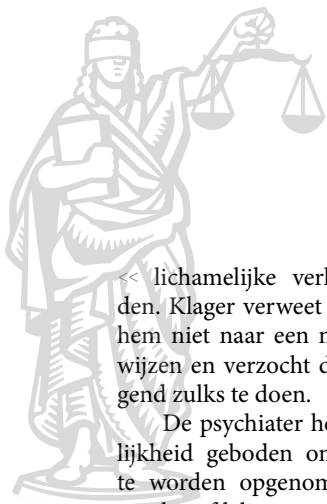 << lichamelijke verl
den. Klager verweet
hem niet naar een n
wijzen en verzocht d
gend zulks te doen.
De psychiater he
lijkheid geboden on
te worden opgenom